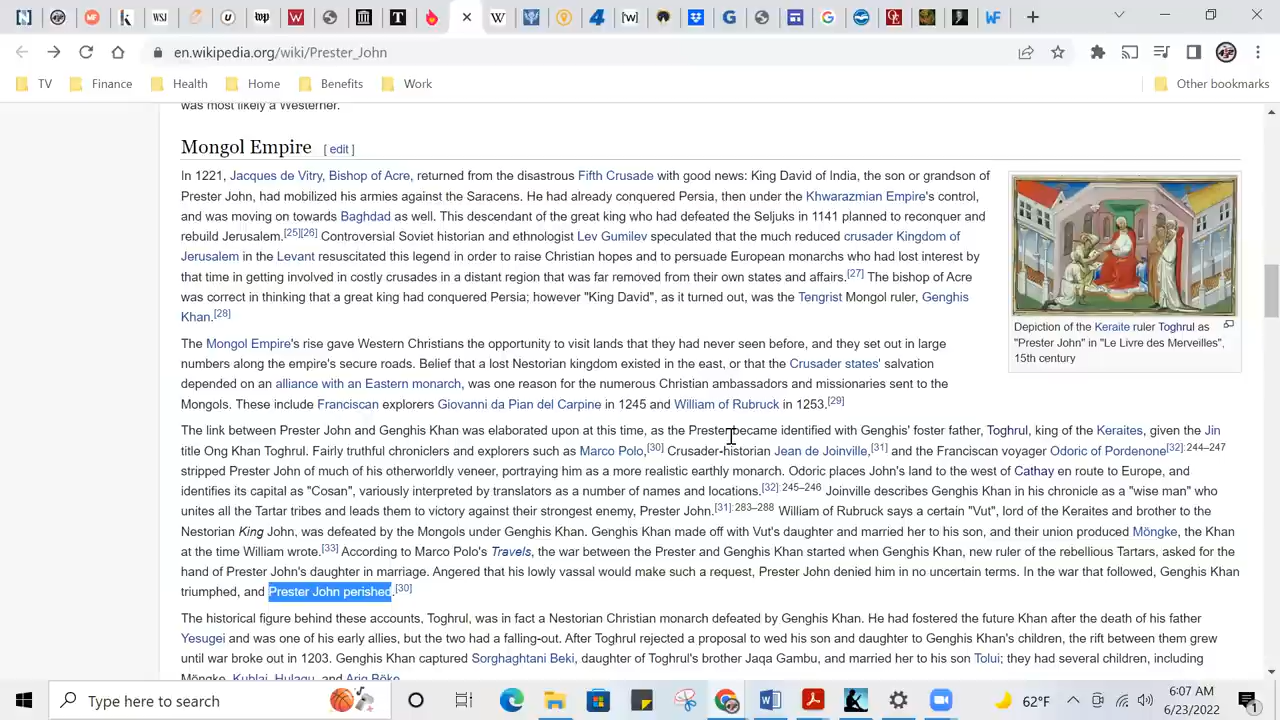 en.wikipedia.org/wiki/Prester_John
TV Finance Health Home Benefits Work Other bookmarks
was most likely a Westerner.
Mongol Empire [ edit ]
In 1221, Jacques de Vitry, Bishop of Acre, returned from the disastrous Fifth Crusade with good news: King David of India, the son or grandson of
Prester John, had mobilized his armies against the Saracens. He had already conquered Persia, then under the Khwarazmian Empire's control,
and was moving on towards Baghdad as well. This descendant of the great king who had defeated the Seljuks in 1141 planned to reconquer and
rebuild Jerusalem.[25][26] Controversial Soviet historian and ethnologist Lev Gumilev speculated that the much reduced crusader Kingdom of
Jerusalem in the Levant resuscitated this legend in order to raise Christian hopes and to persuade European monarchs who had lost interest by
that time in getting involved in costly crusades in a distant region that was far removed from their own states and affairs.[27] The bishop of Acre
was correct in thinking that a great king had conquered Persia; however "King David", as it turned out, was the Tengrist Mongol ruler, Genghis
Khan.[28]
Depiction of the Keraite ruler Toghrul as
"Prester John" in "Le Livre des Merveilles",
15th century
The Mongol Empire's rise gave Western Christians the opportunity to visit lands that they had never seen before, and they set out in large
numbers along the empire's secure roads. Belief that a lost Nestorian kingdom existed in the east, or that the Crusader states' salvation
depended on an alliance with an Eastern monarch, was one reason for the numerous Christian ambassadors and missionaries sent to the
Mongols. These include Franciscan explorers Giovanni da Pian del Carpine in 1245 and William of Rubruck in 1253.[29]
The link between Prester John and Genghis Khan was elaborated upon at this time, as the Prester became identified with Genghis' foster father, Toghrul, king of the Keraites, given the Jin
title Ong Khan Toghrul. Fairly truthful chroniclers and explorers such as Marco Polo,[30] Crusader-historian Jean de Joinville,[31] and the Franciscan voyager Odoric of Pordenone[32]:244–247
stripped Prester John of much of his otherworldly veneer, portraying him as a more realistic earthly monarch. Odoric places John's land to the west of Cathay en route to Europe, and
identifies its capital as "Cosan", variously interpreted by translators as a number of names and locations.[32]:245–246 Joinville describes Genghis Khan in his chronicle as a "wise man" who
unites all the Tartar tribes and leads them to victory against their strongest enemy, Prester John.[31]:283–288 William of Rubruck says a certain "Vut", lord of the Keraites and brother to the
Nestorian King John, was defeated by the Mongols under Genghis Khan. Genghis Khan made off with Vut's daughter and married her to his son, and their union produced Möngke, the Khan
at the time William wrote.[33] According to Marco Polo's Travels, the war between the Prester and Genghis Khan started when Genghis Khan, new ruler of the rebellious Tartars, asked for the
hand of Prester John's daughter in marriage. Angered that his lowly vassal would make such a request, Prester John denied him in no uncertain terms. In the war that followed, Genghis Khan
triumphed, and Prester John perished.[30]
The historical figure behind these accounts, Toghrul, was in fact a Nestorian Christian monarch defeated by Genghis Khan. He had fostered the future Khan after the death of his father
Yesugei and was one of his early allies, but the two had a falling-out. After Toghrul rejected a proposal to wed his son and daughter to Genghis Khan's children, the rift between them grew
until war broke out in 1203. Genghis Khan captured Sorghaghtani Beki, daughter of Toghrul's brother Jaqa Gambu, and married her to his son Tolui; they had several children, including
Möngke, Kublai, Hulagu, and Ariq Böke.
Type here to search
62°F
6:07 AM
6/23/2022